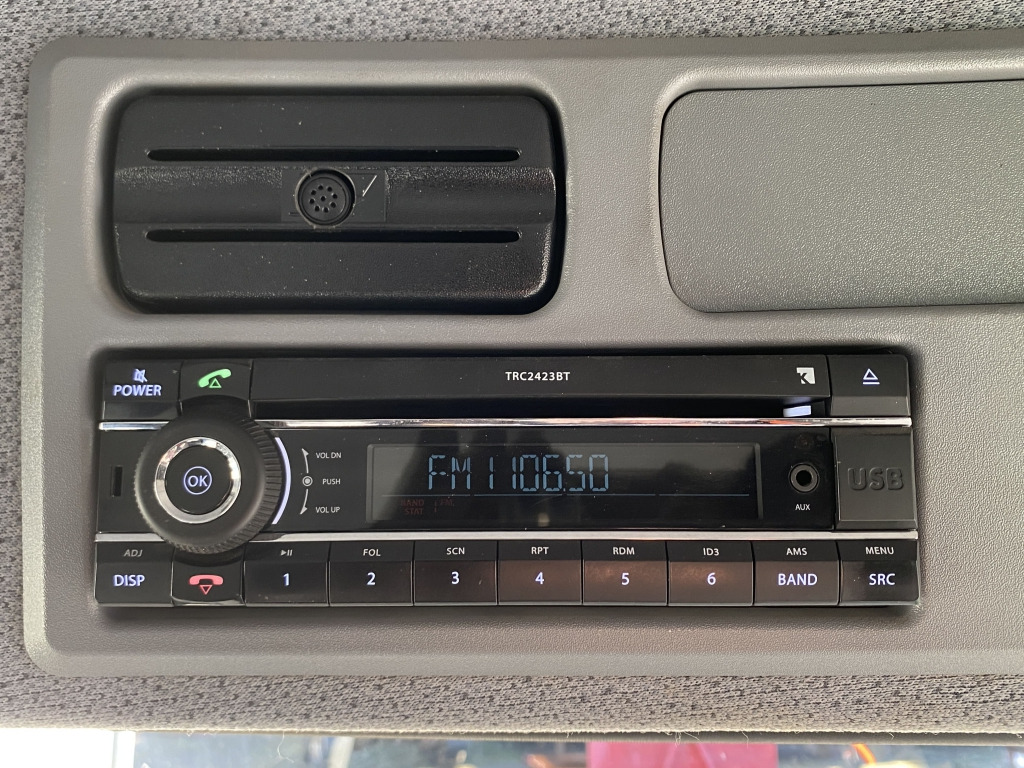 POWER
TRC2423BT
OK
VOL DN
PUSH
VOL UP
FM1 106.50
AUX
USB
ADJ
DISP
1
FOL
2
SCN
3
RPT
4
RDM
5
ID3
6
AMS
BAND
MENU
SRC